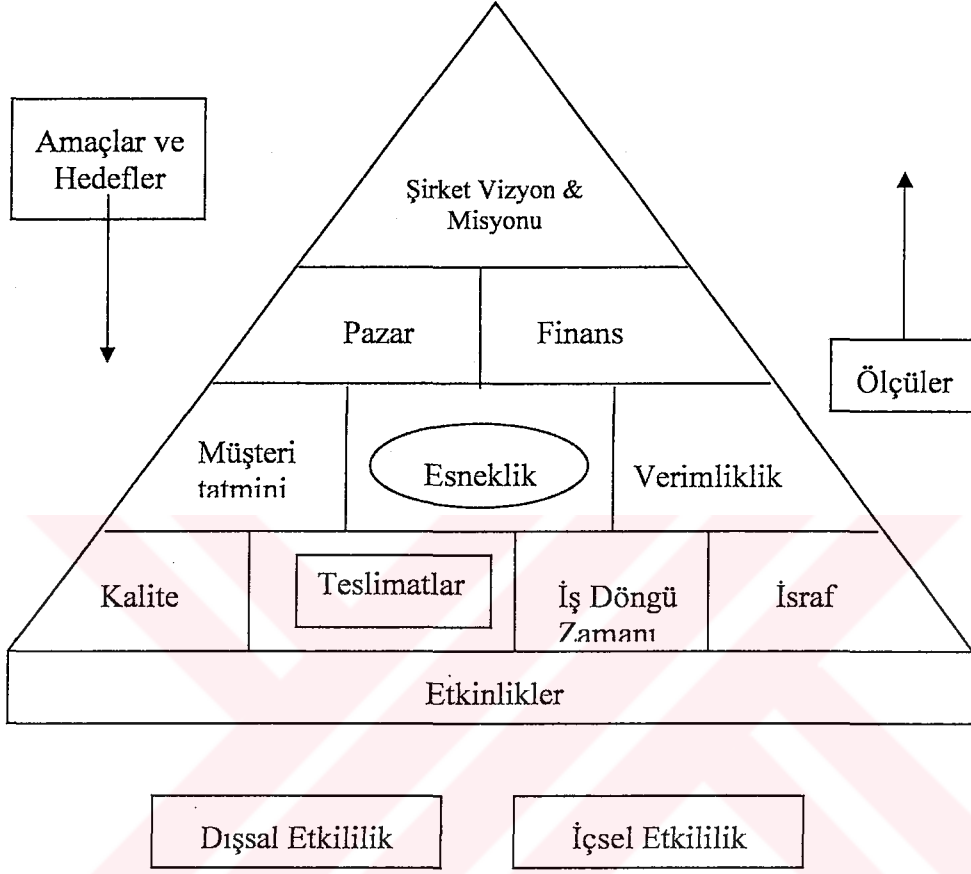 Amaçlar ve
Hedefler
Şirket Vizyon &
Misyonu
Pazar
Finans
Ölçüler
Müşteri
tatmini
Esneklik
Verimliklik
Kalite
Teslimatlar
İş Döngü
Zamanı
İsraf
Etkinlikler
Dışsal Etkililik
İçsel Etkililik